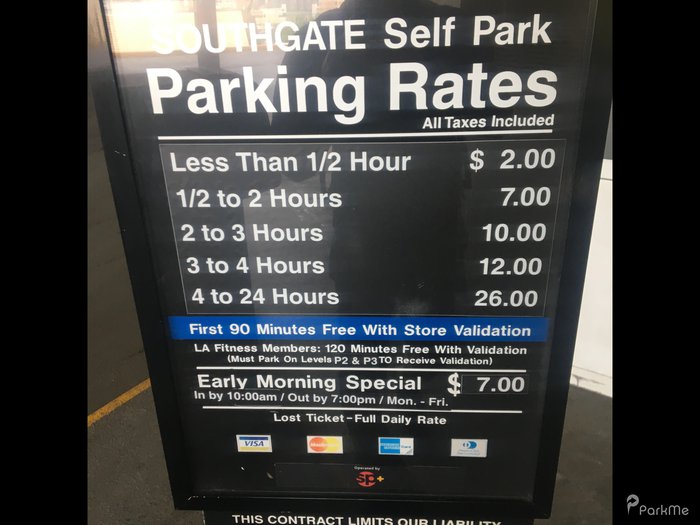 SOUTHGATE Self Park
Parking Rates
All Taxes Included
Less Than 1/2 Hour $ 2.00
1/2 to 2 Hours 7.00
2 to 3 Hours 10.00
3 to 4 Hours 12.00
4 to 24 Hours 26.00
First 90 Minutes Free With Store Validation
LA Fitness Members: 120 Minutes Free With Validation
(Must Park On Levels P2 & P3 TO Receive Validation)
Early Morning Special $ 7.00
In by 10:00am / Out by 7:00pm / Mon. - Fri.
Lost Ticket - Full Daily Rate
VISA MasterCard
Operated by
SP+
THIS CONTRACT LIMITS OUR LIABILITY
ParkMe